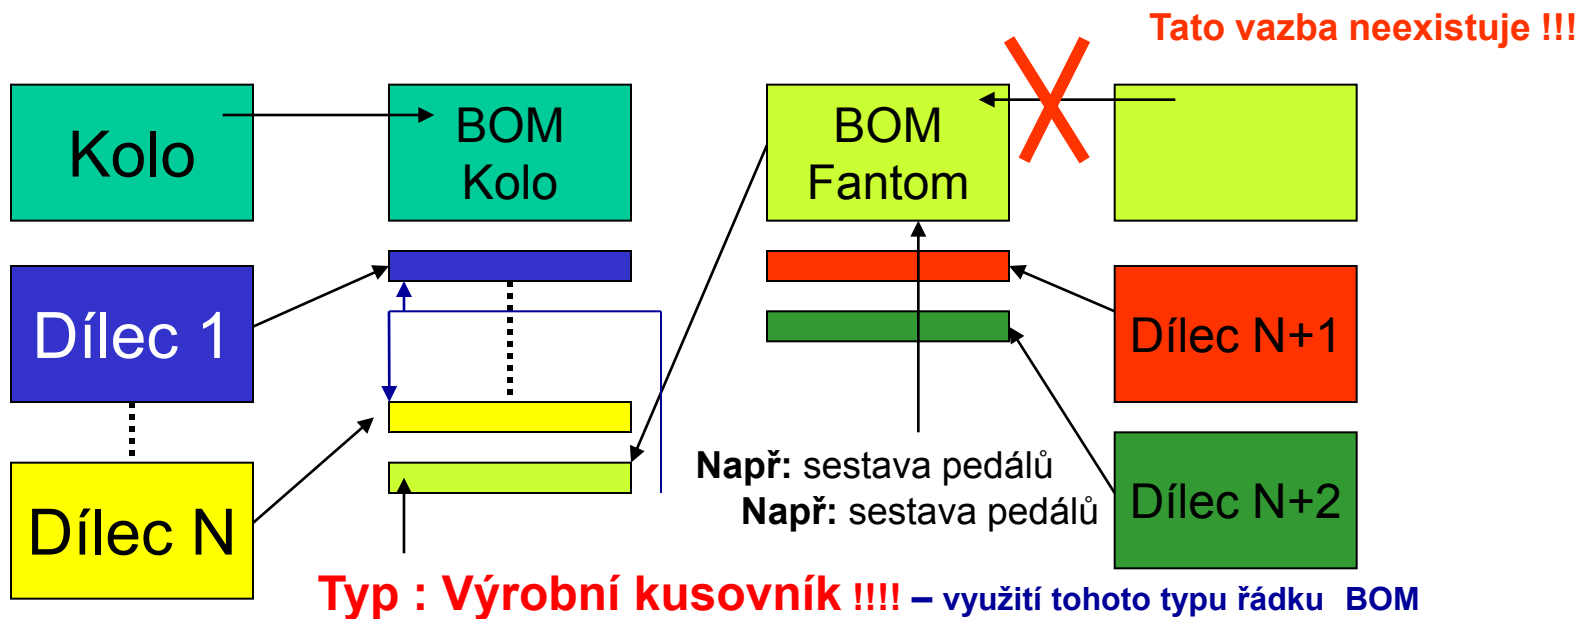 Tato vazba neexistuje !!!
Kolo
BOM
Kolo
BOM
Fantom
Dílec 1
Dílec N+1
Dílec N
Např: sestava pedálů
Např: sestava pedálů
Dílec N+2
Typ : Výrobní kusovník !!!! – využití tohoto typu řádku BOM